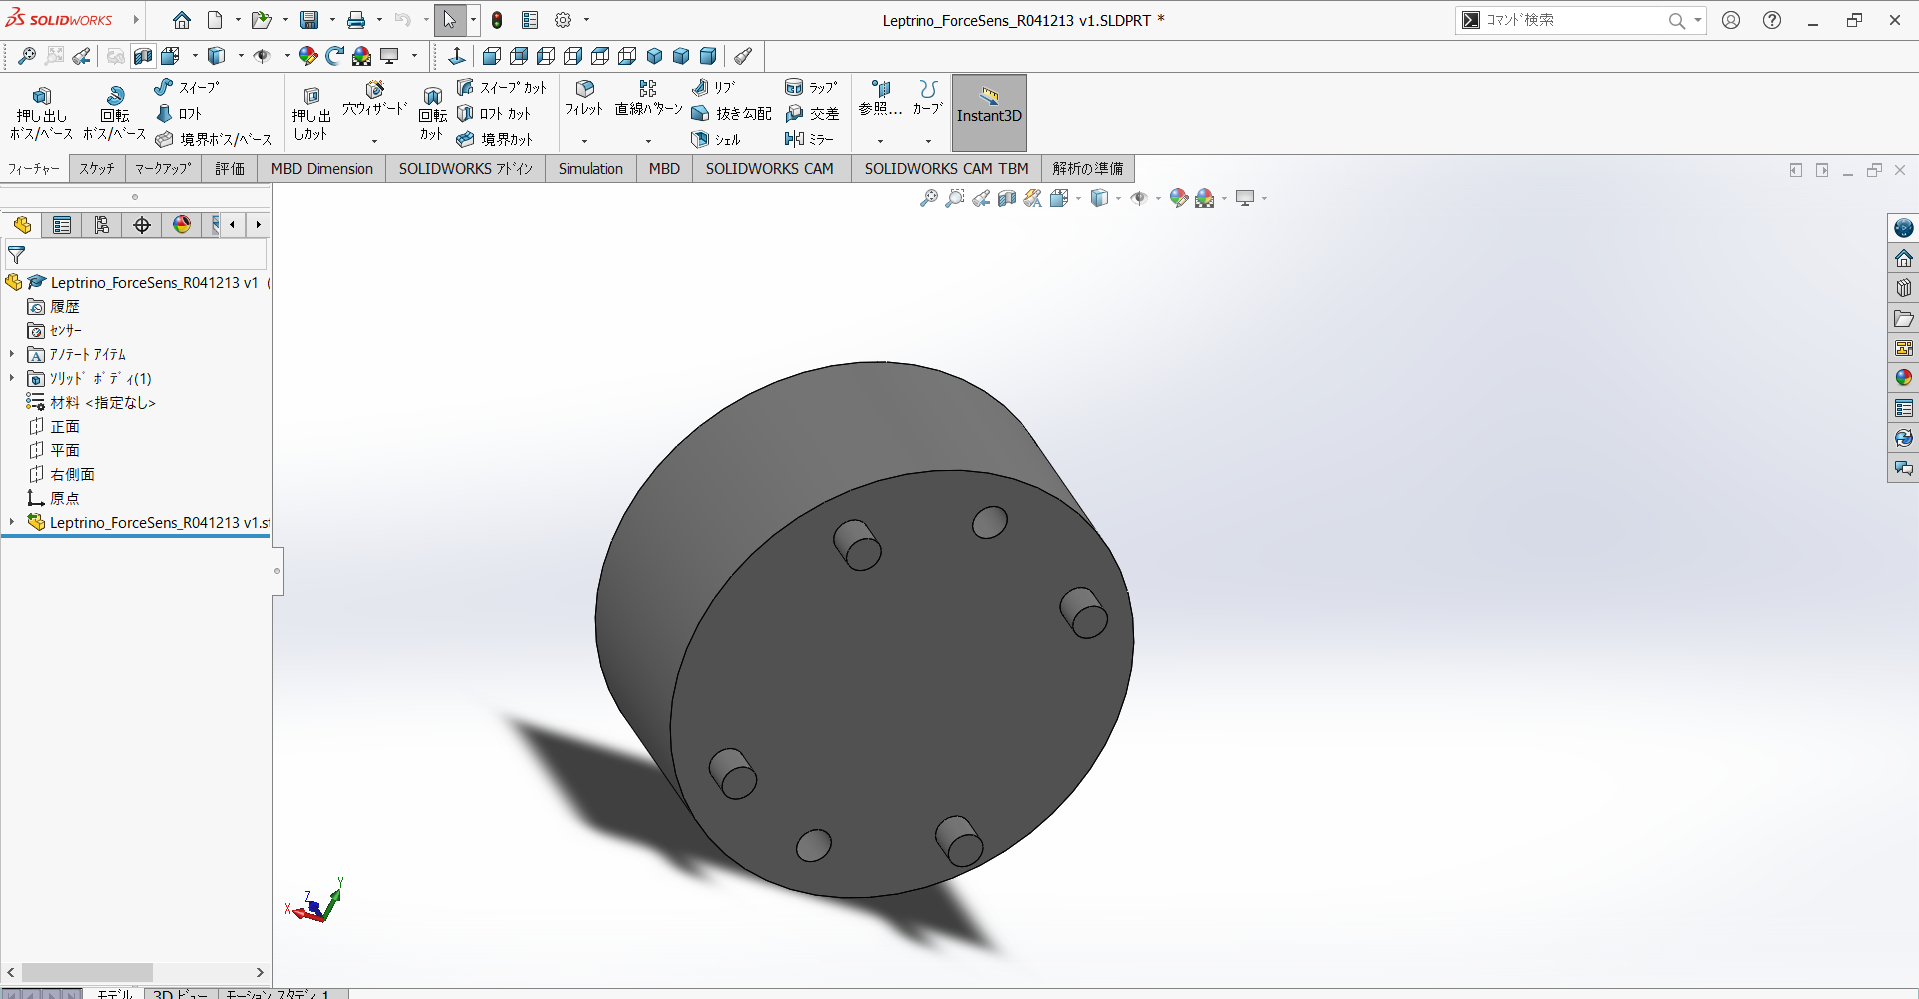 SOLIDWORKS
Leptrino_ForceSens_R041213 v1.SLDPRT *
コマンド検索
押し出し
ボス/ベース
回転
ボス/ベース
スイープ
ロフト
境界ボス/ベース
押し出
しカット
穴ウィザード
回転
カット
スイープ カット
ロフト カット
境界カット
フィレット
直線パターン
リブ
抜き勾配
シェル
ラップ
交差
ミラー
参照...
カーブ
Instant3D
フィーチャー
スケッチ
マークアップ
評価
MBD Dimension
SOLIDWORKS アドイン
Simulation
MBD
SOLIDWORKS CAM
SOLIDWORKS CAM TBM
解析の準備
Leptrino_ForceSens_R041213 v1 (
履歴
センサー
アノテート アイテム
ソリッド ボディ(1)
材料 <指定なし>
正面
平面
右側面
原点
Leptrino_ForceSens_R041213 v1.st
Y
Z
X
モデル
3D ビュー
モーション スタディ 1